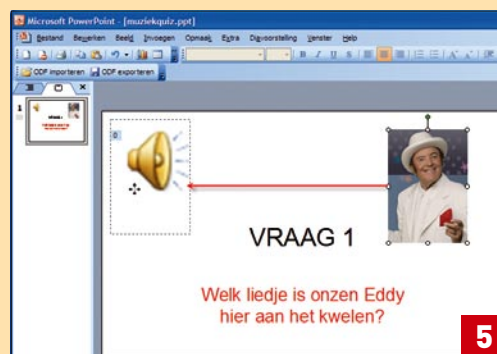 Microsoft PowerPoint - [muziekquiz.ppt]
Bestand Bewerken Beeld Invoegen Opmaak Extra Diavoorstelling Venster Help
B I U S
ODF importeren ODF exporteren
1
0
VRAAG 1
Welk liedje is onzen Eddy
hier aan het kwelen?
5